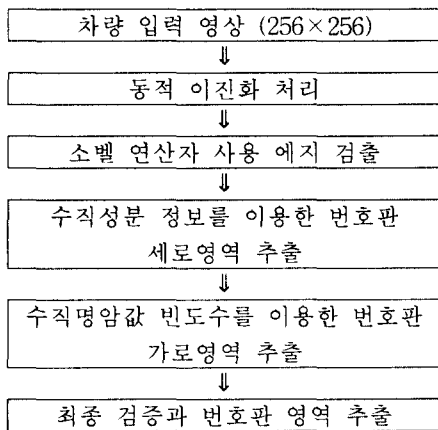 차량 입력 영상 (256×256)
⇓
동적 이진화 처리
⇓
소벨 연산자 사용 에지 검출
⇓
수직성분 정보를 이용한 번호판
세로영역 추출
⇓
수직명암값 빈도수를 이용한 번호판
가로영역 추출
⇓
최종 검증과 번호판 영역 추출